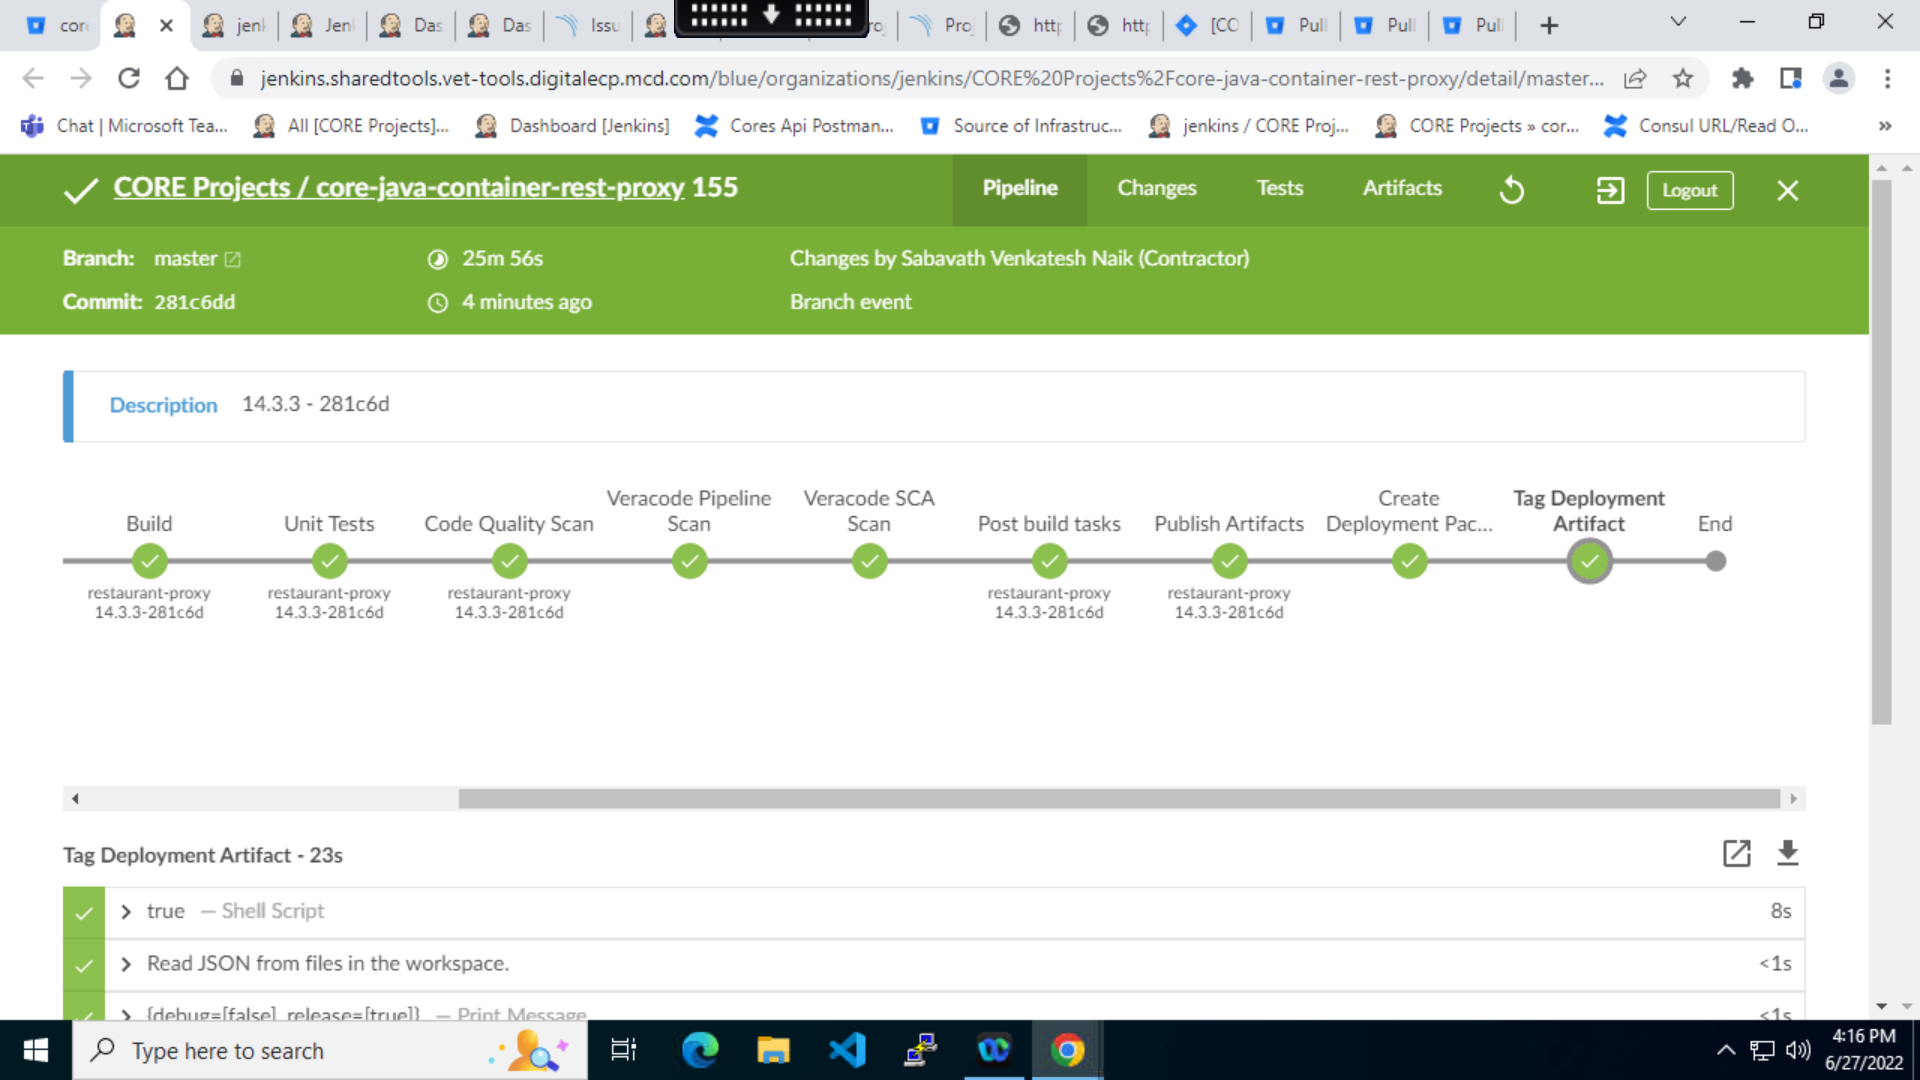 core
jenk
Jenk
Das
Das
Issu
roj
Proj
http
http
[CO
Pull
Pull
Pull
jenkins.sharedtools.vet-tools.digitalecp.mcd.com/blue/organizations/jenkins/CORE%20Projects%2Fcore-java-container-rest-proxy/detail/master...
Chat | Microsoft Tea...
All [CORE Projects]...
Dashboard [Jenkins]
Cores Api Postman...
Source of Infrastruc...
jenkins / CORE Proj...
CORE Projects » cor...
Consul URL/Read O...
»
CORE Projects / core-java-container-rest-proxy 155
Pipeline
Changes
Tests
Artifacts
Logout
Branch: master
25m 56s
Changes by Sabavath Venkatesh Naik (Contractor)
Commit: 281c6dd
4 minutes ago
Branch event
Description 14.3.3 - 281c6d
Build
Unit Tests
Code Quality Scan
Veracode Pipeline
Scan
Veracode SCA
Scan
Post build tasks
Publish Artifacts
Create
Deployment Pac...
Tag Deployment
Artifact
End
restaurant-proxy
14.3.3-281c6d
restaurant-proxy
14.3.3-281c6d
restaurant-proxy
14.3.3-281c6d
restaurant-proxy
14.3.3-281c6d
restaurant-proxy
14.3.3-281c6d
Tag Deployment Artifact - 23s
true — Shell Script
8s
Read JSON from files in the workspace.
<1s
{debug=[false], release=[true]} — Print Message
<1s
Type here to search
4:16 PM
6/27/2022